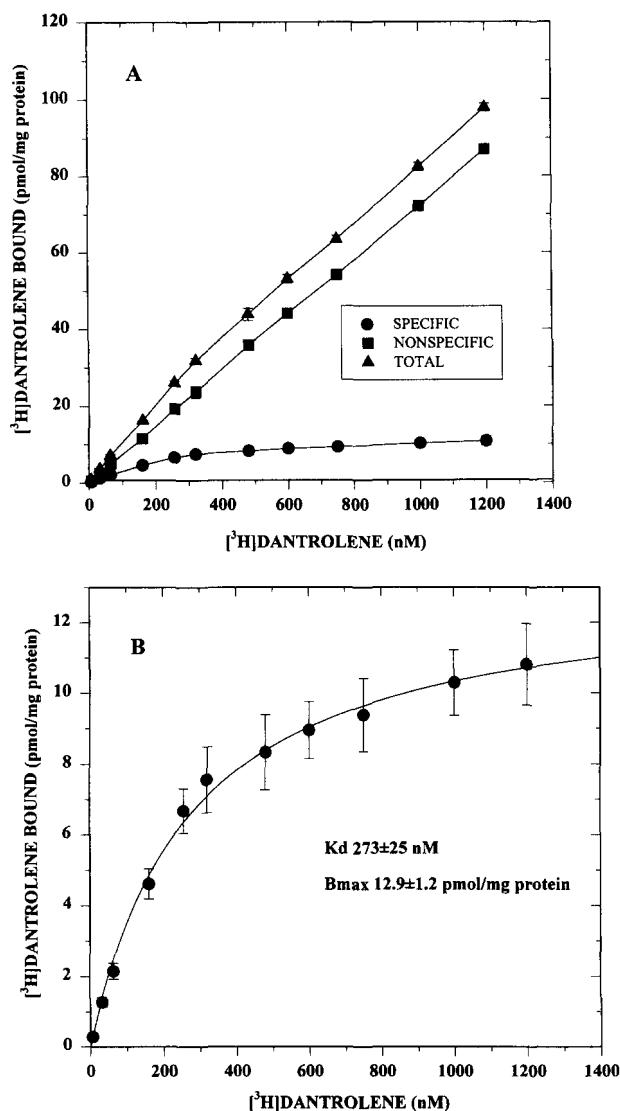 120
100
80
60
40
20
0
[³H]DANTROLENE BOUND (pmol/mg protein)
A
SPECIFIC
NONSPECIFIC
TOTAL
0 200 400 600 800 1000 1200 1400
[³H]DANTROLENE (nM)
12
10
8
6
4
2
0
[³H]DANTROLENE BOUND (pmol/mg protein)
B
Kd 273±25 nM
Bmax 12.9±1.2 pmol/mg protein
0 200 400 600 800 1000 1200 1400
[³H]DANTROLENE (nM)